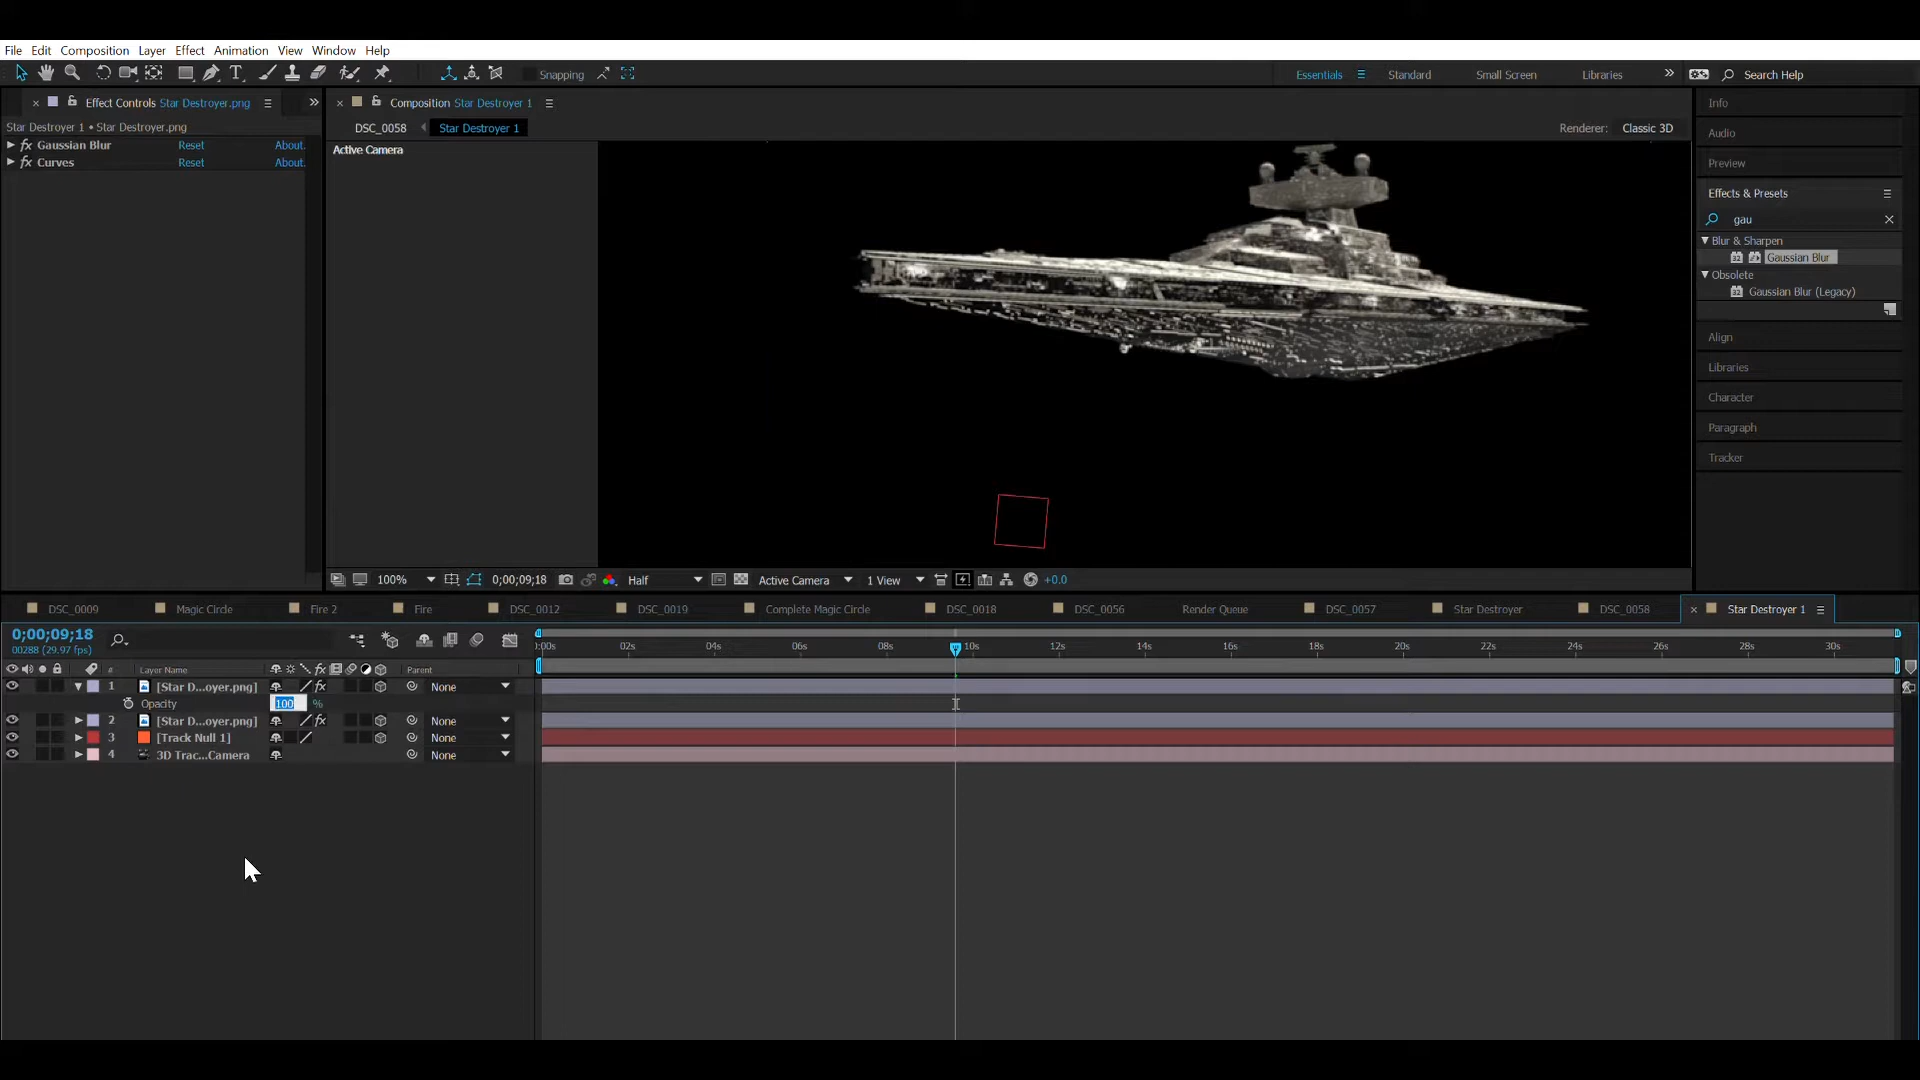 File Edit Composition Layer Effect Animation View Window Help
Snapping
Essentials Standard Small Screen Libraries » Search Help
Effect Controls Star Destroyer.png
Composition Star Destroyer 1
Info
Star Destroyer 1 • Star Destroyer.png
DSC_0058 Star Destroyer 1
Renderer: Classic 3D
Audio
fx Gaussian Blur Reset About.
fx Curves Reset About.
Active Camera
Preview
Effects & Presets
gau
Blur & Sharpen
Gaussian Blur
Obsolete
Gaussian Blur (Legacy)
Align
Libraries
Character
Paragraph
Tracker
100% 0;00;09;18 Half Active Camera 1 View +0.0
DSC_0009 Magic Circle Fire 2 Fire DSC_0012 DSC_0019 Complete Magic Circle DSC_0018 DSC_0056 Render Queue DSC_0057 Star Destroyer DSC_0058 Star Destroyer 1
0;00;09;18
00288 (29.97 fps)
:00s 02s 04s 06s 08s 10s 12s 14s 16s 18s 20s 22s 24s 26s 28s 30s
# Layer Name fx Parent
1 [Star D...oyer.png] fx None
Opacity 100 %
2 [Star D...oyer.png] fx None
3 [Track Null 1] None
4 3D Trac...Camera None